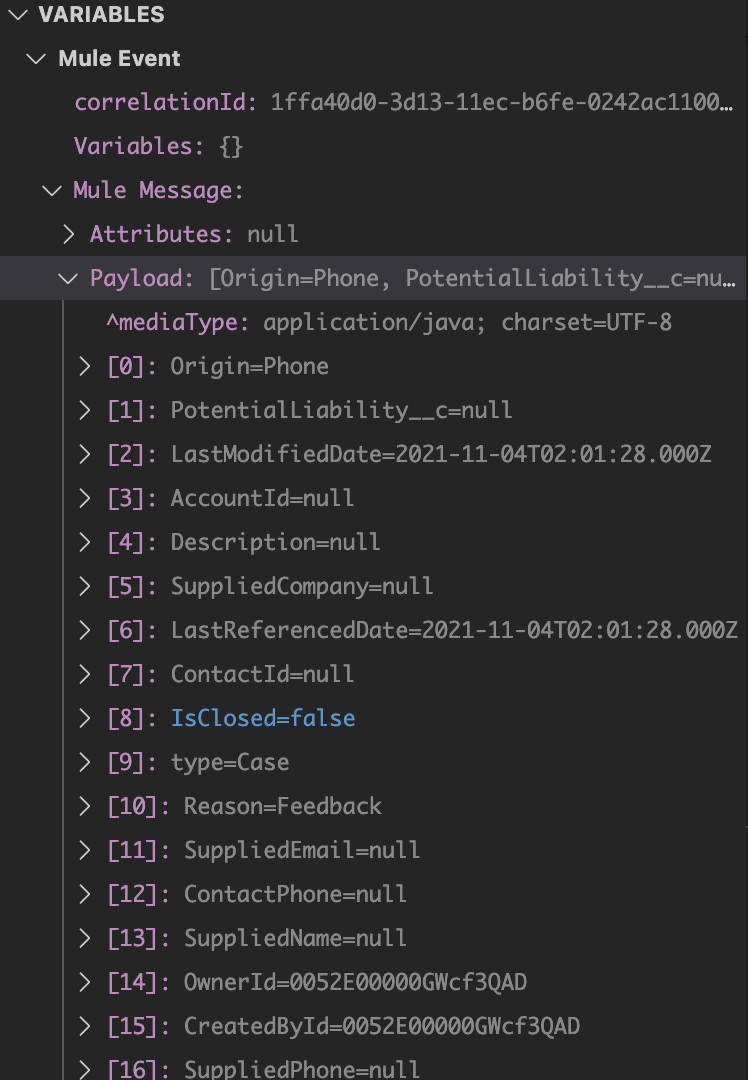 VARIABLES
Mule Event
correlationId: 1ffa40d0-3d13-11ec-b6fe-0242ac1100…
Variables: {}
Mule Message:
Attributes: null
Payload: [Origin=Phone, PotentialLiability__c=nu…
^mediaType: application/java; charset=UTF-8
[0]: Origin=Phone
[1]: PotentialLiability__c=null
[2]: LastModifiedDate=2021-11-04T02:01:28.000Z
[3]: AccountId=null
[4]: Description=null
[5]: SuppliedCompany=null
[6]: LastReferencedDate=2021-11-04T02:01:28.000Z
[7]: ContactId=null
[8]: IsClosed=false
[9]: type=Case
[10]: Reason=Feedback
[11]: SuppliedEmail=null
[12]: ContactPhone=null
[13]: SuppliedName=null
[14]: OwnerId=0052E00000GWcf3QAD
[15]: CreatedById=0052E00000GWcf3QAD
[16]: SuppliedPhone=null